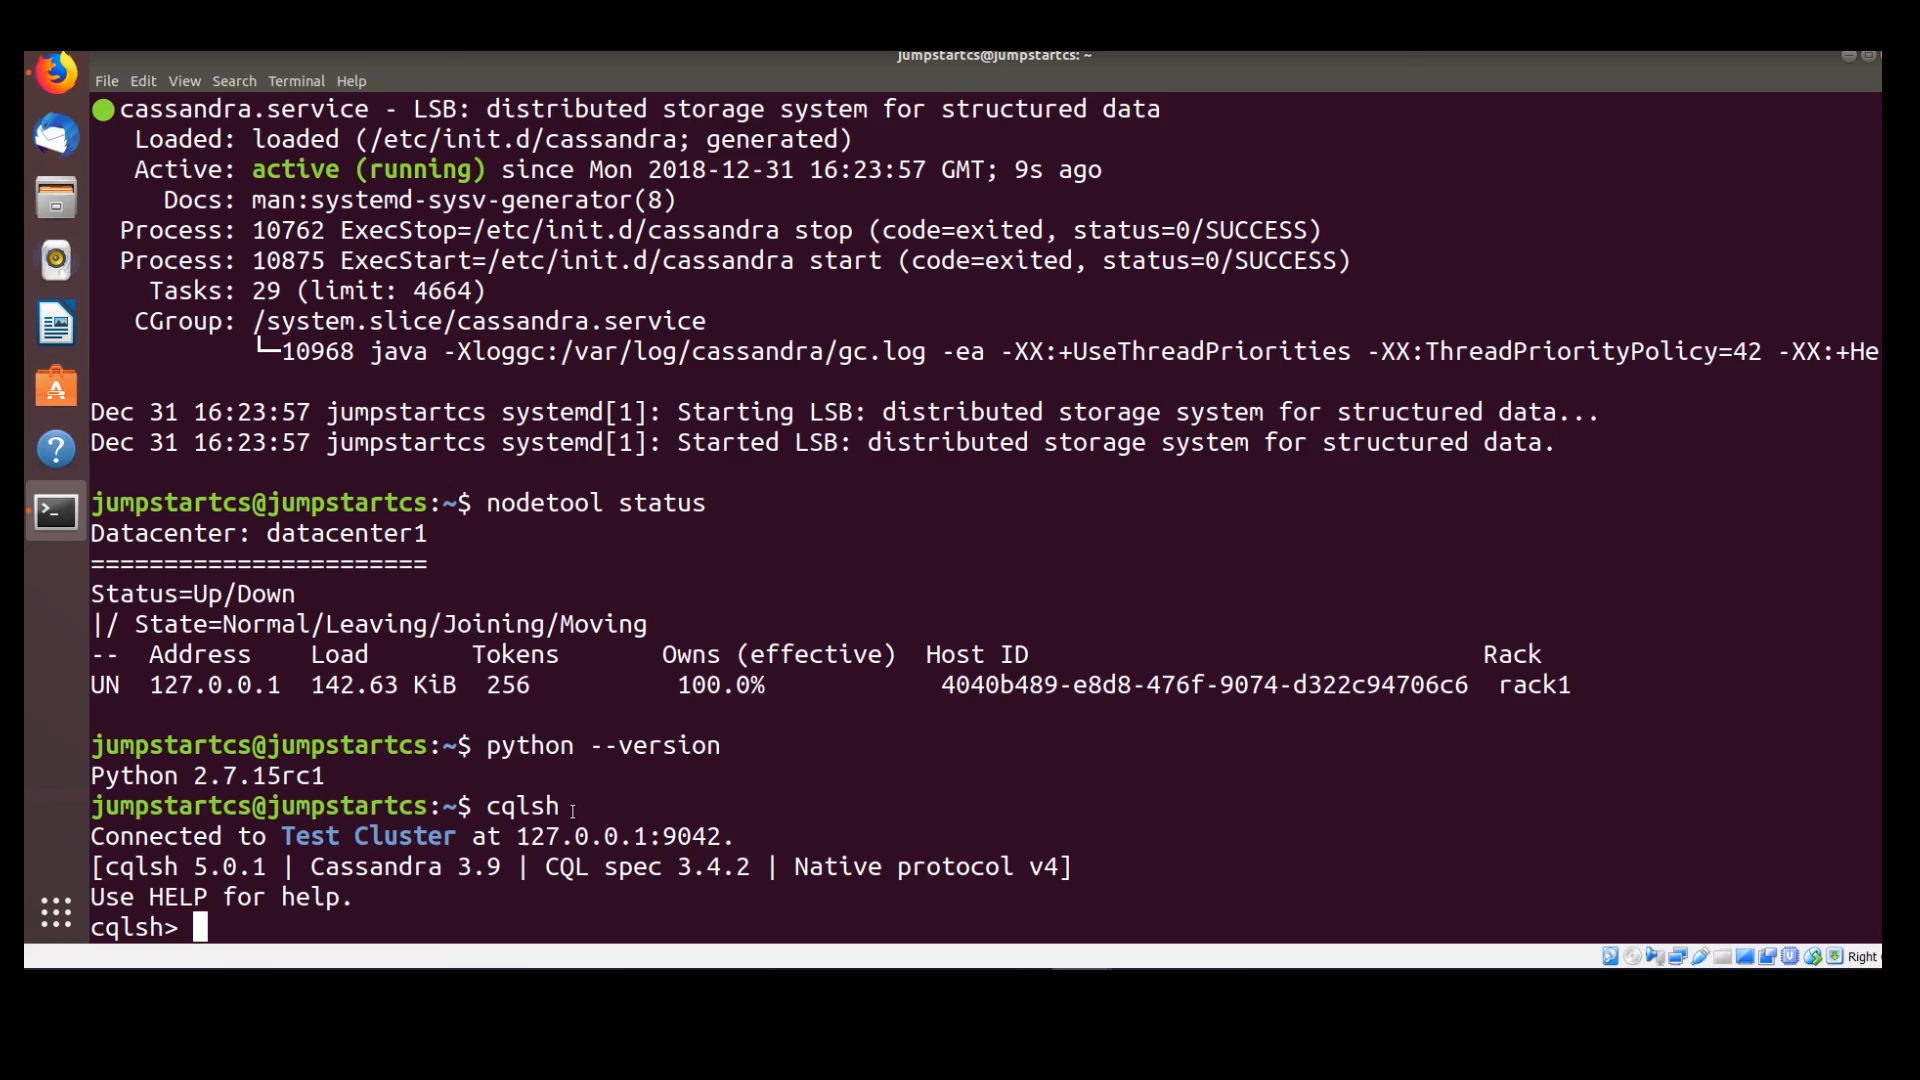 jumpstartcs@jumpstartcs: ~
File Edit View Search Terminal Help
cassandra.service - LSB: distributed storage system for structured data
Loaded: loaded (/etc/init.d/cassandra; generated)
Active: active (running) since Mon 2018-12-31 16:23:57 GMT; 9s ago
Docs: man:systemd-sysv-generator(8)
Process: 10762 ExecStop=/etc/init.d/cassandra stop (code=exited, status=0/SUCCESS)
Process: 10875 ExecStart=/etc/init.d/cassandra start (code=exited, status=0/SUCCESS)
Tasks: 29 (limit: 4664)
CGroup: /system.slice/cassandra.service
└─10968 java -Xloggc:/var/log/cassandra/gc.log -ea -XX:+UseThreadPriorities -XX:ThreadPriorityPolicy=42 -XX:+He
Dec 31 16:23:57 jumpstartcs systemd[1]: Starting LSB: distributed storage system for structured data...
Dec 31 16:23:57 jumpstartcs systemd[1]: Started LSB: distributed storage system for structured data.
jumpstartcs@jumpstartcs:~$ nodetool status
Datacenter: datacenter1
=======================
Status=Up/Down
|/ State=Normal/Leaving/Joining/Moving
-- Address Load Tokens Owns (effective) Host ID Rack
UN 127.0.0.1 142.63 KiB 256 100.0% 4040b489-e8d8-476f-9074-d322c94706c6 rack1
jumpstartcs@jumpstartcs:~$ python --version
Python 2.7.15rc1
jumpstartcs@jumpstartcs:~$ cqlsh
Connected to Test Cluster at 127.0.0.1:9042.
[cqlsh 5.0.1 | Cassandra 3.9 | CQL spec 3.4.2 | Native protocol v4]
Use HELP for help.
cqlsh>
Right